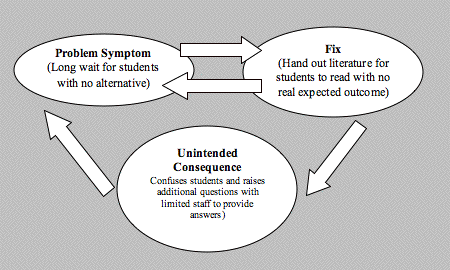 Problem Symptom
(Long wait for students
with no alternative)
Fix
(Hand out literature for
students to read with no
real expected outcome)
Unintended
Consequence
Confuses students and raises
additional questions with
limited staff to provide
answers)